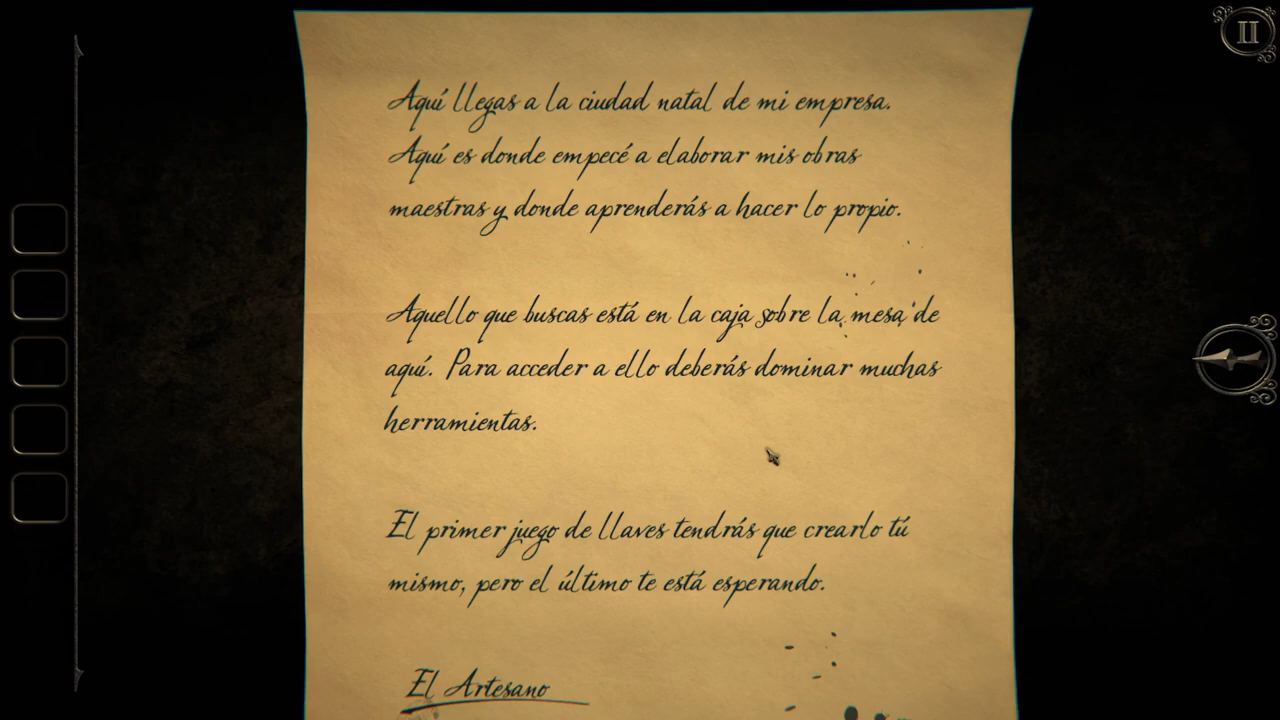 Aquí llegas a la ciudad natal de mi empresa.
Aquí es donde empecé a elaborar mis obras
maestras y donde aprenderás a hacer lo propio.
Aquello que buscas está en la caja sobre la mesa de
aquí. Para acceder a ello deberás dominar muchas
herramientas.
El primer juego de llaves tendrás que crearlo tú
mismo, pero el último te está esperando.
El Artesano